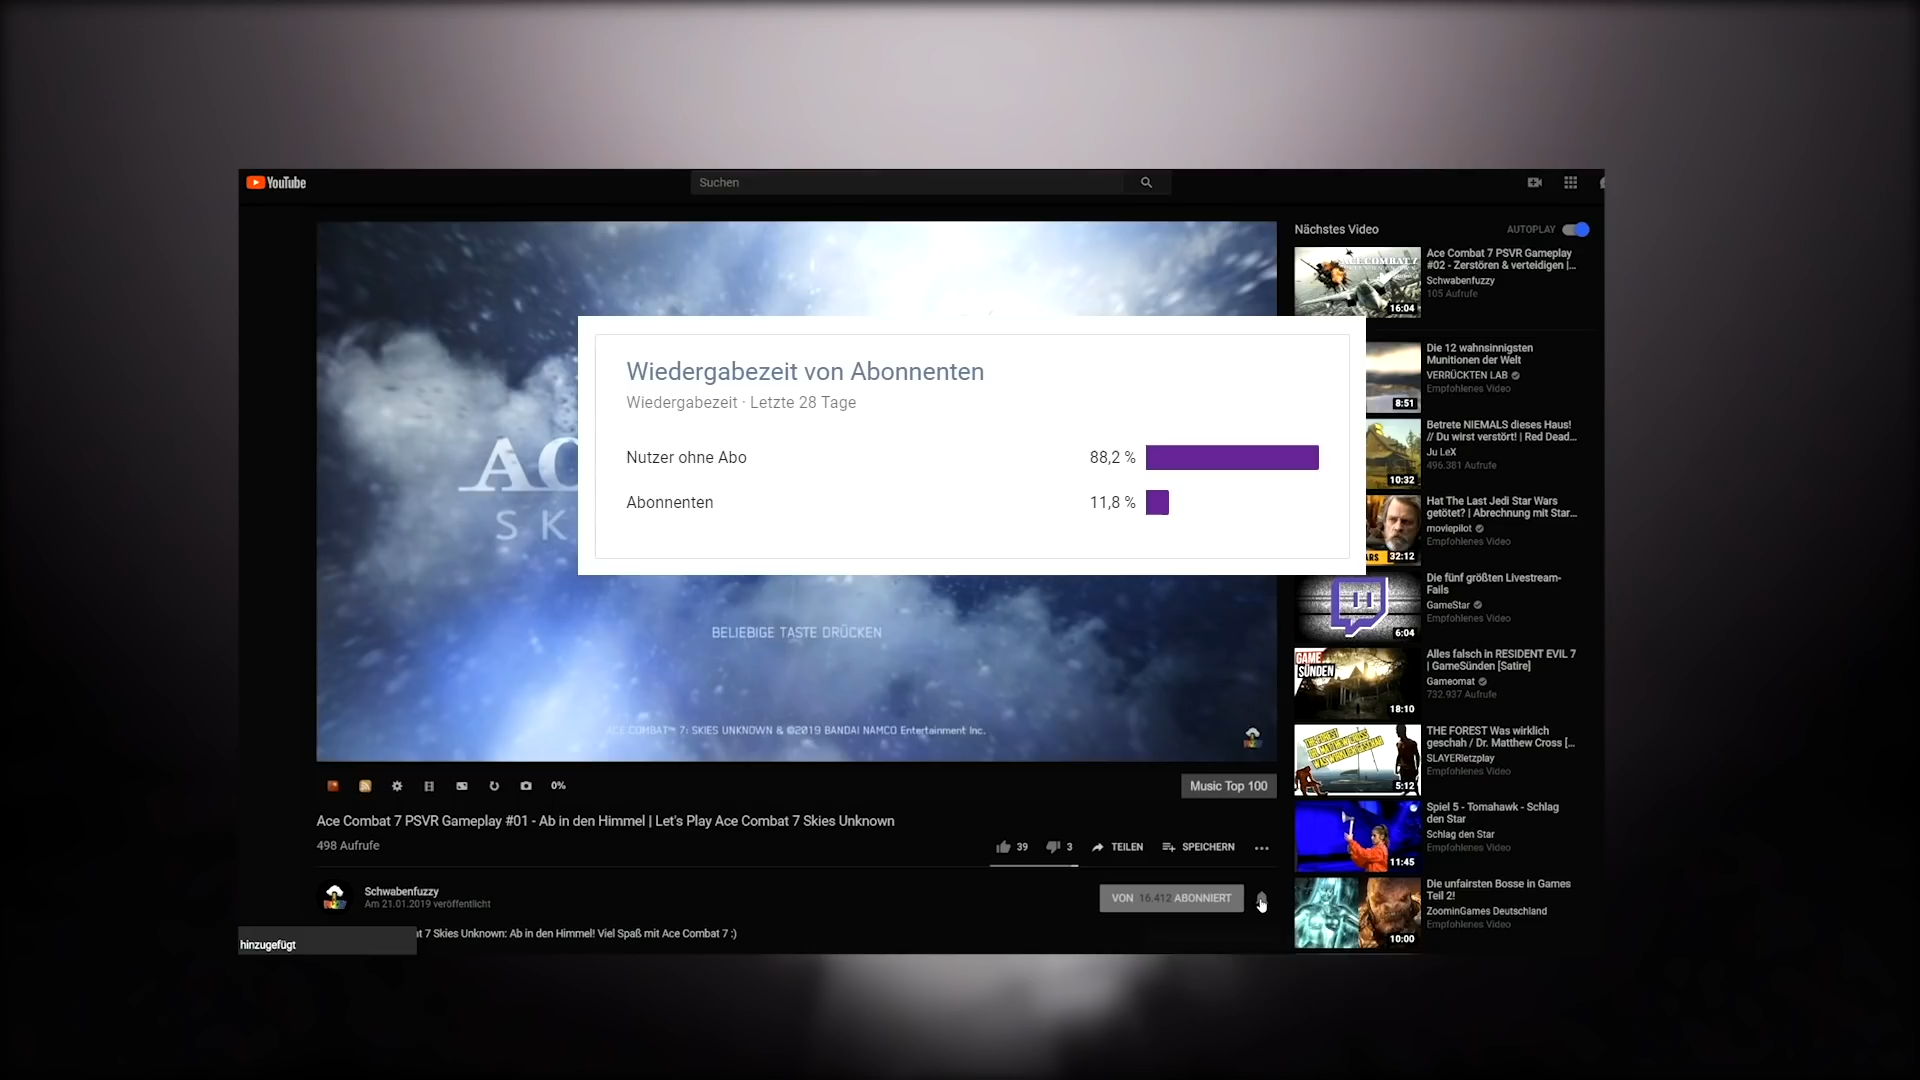 YouTube
Suchen
Nächstes Video
AUTOPLAY
Ace Combat 7 PSVR Gameplay
#02 - Zerstören & verteidigen |...
Schwabenfuzzy
105 Aufrufe
16:04
Die 12 wahnsinnigsten
Munitionen der Welt
VERRÜCKTEN LAB
Empfohlenes Video
8:51
Betrete NIEMALS dieses Haus!
// Du wirst verstört! | Red Dead...
Ju LeX
496.381 Aufrufe
10:32
Hat The Last Jedi Star Wars
getötet? | Abrechnung mit Star...
moviepilot
Empfohlenes Video
32:12
Die fünf größten Livestream-
Fails
GameStar
Empfohlenes Video
6:04
GAME
SÜNDEN
Alles falsch in RESIDENT EVIL 7
| GameSünden [Satire]
Gameomat
732.937 Aufrufe
18:10
THE FOREST Was wirklich
geschah / Dr. Matthew Cross [...
SLAYERletzplay
Empfohlenes Video
5:12
Spiel 5 - Tomahawk - Schlag
den Star
Schlag den Star
Empfohlenes Video
11:45
Die unfairsten Bosse in Games
Teil 2!
ZoominGames Deutschland
Empfohlenes Video
10:00
Wiedergabezeit von Abonnenten
Wiedergabezeit · Letzte 28 Tage
Nutzer ohne Abo 88,2 %
Abonnenten 11,8 %
AC
SK
BELIEBIGE TASTE DRÜCKEN
ACE COMBAT™ 7: SKIES UNKNOWN & ©2019 BANDAI NAMCO Entertainment Inc.
0%
Music Top 100
Ace Combat 7 PSVR Gameplay #01 - Ab in den Himmel | Let's Play Ace Combat 7 Skies Unknown
498 Aufrufe
39
3
TEILEN
SPEICHERN
Schwabenfuzzy
Am 21.01.2019 veröffentlicht
VON 16.412 ABONNIERT
t 7 Skies Unknown: Ab in den Himmel! Viel Spaß mit Ace Combat 7 :)
hinzugefügt